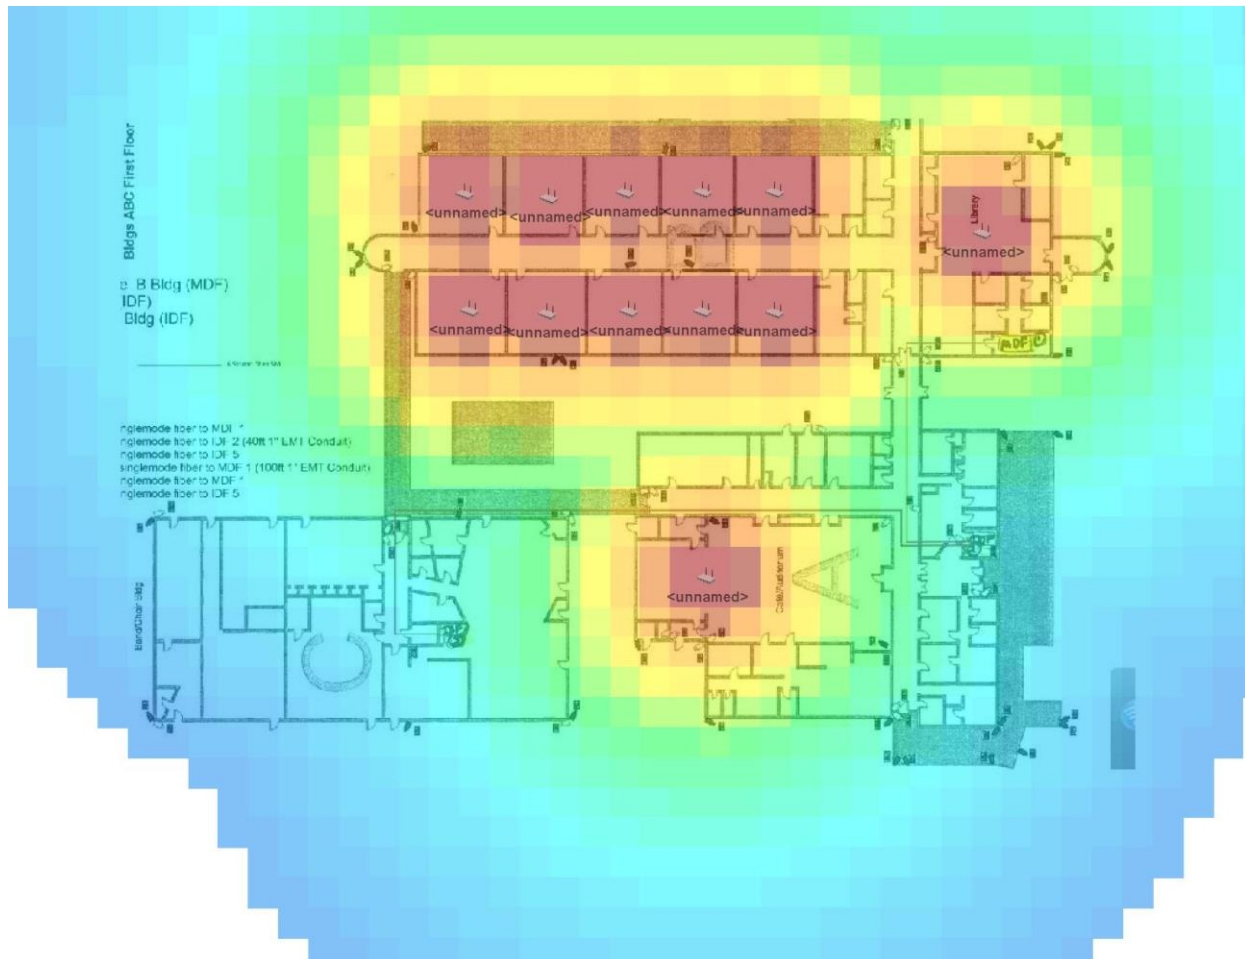 Bldgs ABC First Floor
c B Bldg (MDF)
IDF)
Bldg (IDF)
nglemode fiber to MDF 1
nglemode fiber to IDF 2 (40ft 1" EMT Conduit)
nglemode fiber to IDF 5
singlemode fiber to MDF 1 (100ft 1" EMT Conduit)
nglemode fiber to MDF 1
nglemode fiber to IDF 5
<unnamed>
<unnamed>
<unnamed>
<unnamed>
<unnamed>
Library
<unnamed>
<unnamed>
<unnamed>
<unnamed>
<unnamed>
<unnamed>
MDF
Band/Choir Bldg
<unnamed>
Café/Auditorium
A
C